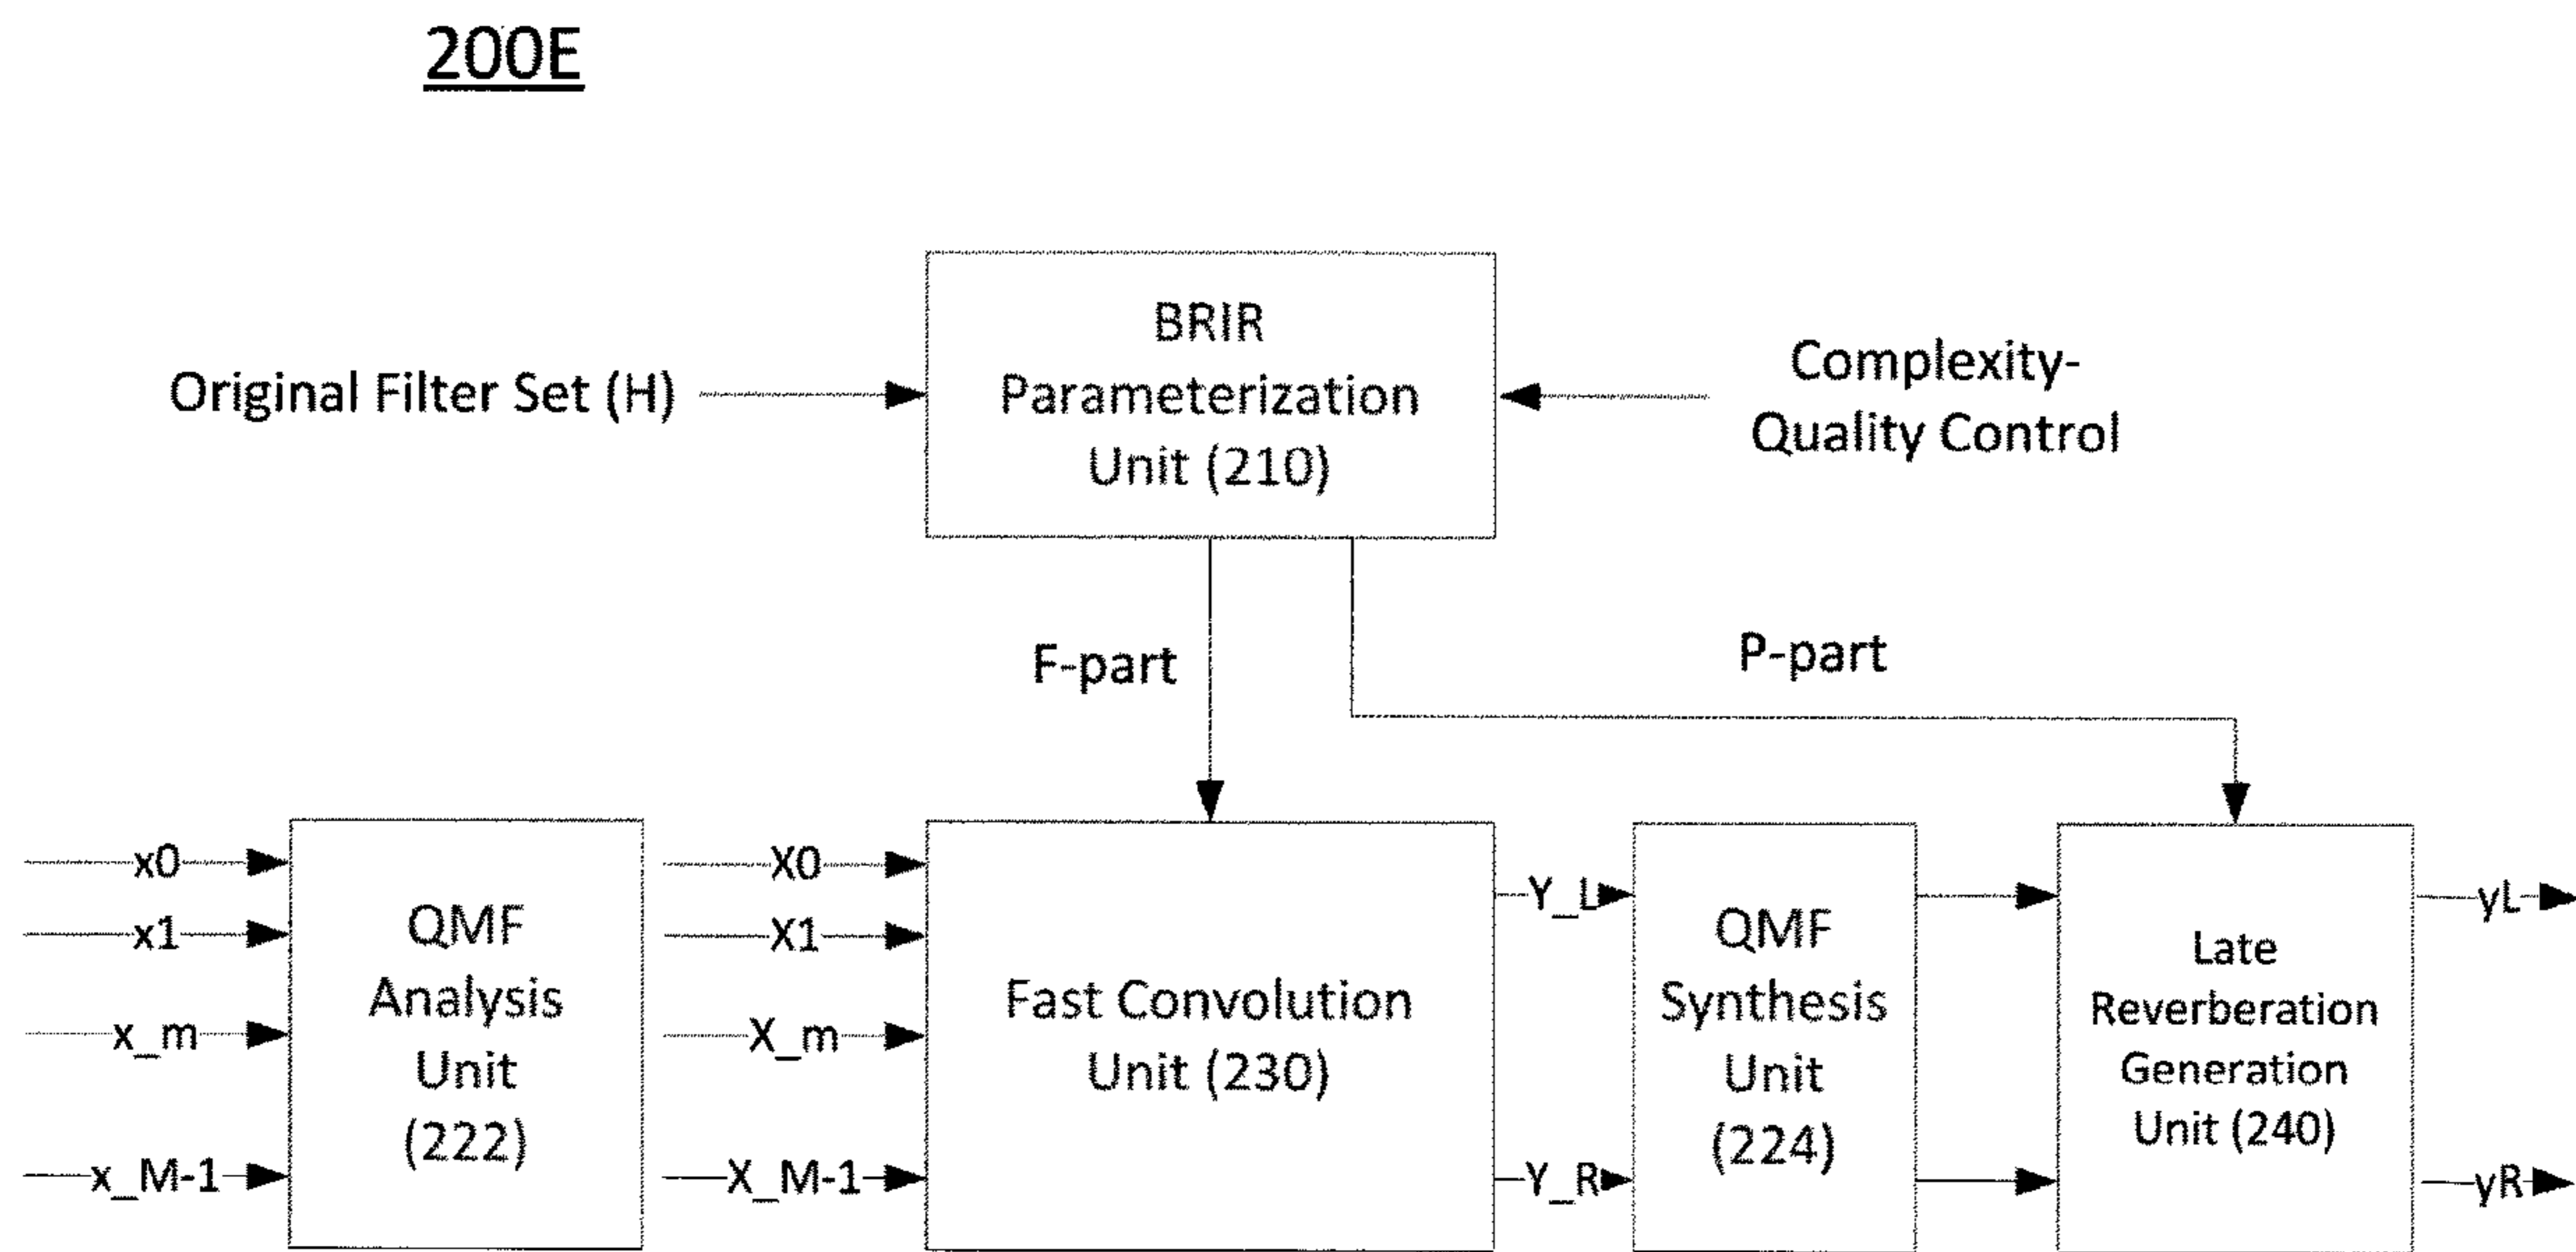 200E
BRIR
Parameterization
Unit (210)
Original Filter Set (H)
Complexity-
Quality Control
F-part
P-part
x0
x1
x_m
x_M-1
QMF
Analysis
Unit
(222)
X0
X1
X_m
X_M-1
Fast Convolution
Unit (230)
Y_L
Y_R
QMF
Synthesis
Unit
(224)
Late
Reverberation
Generation
Unit (240)
yL
yR